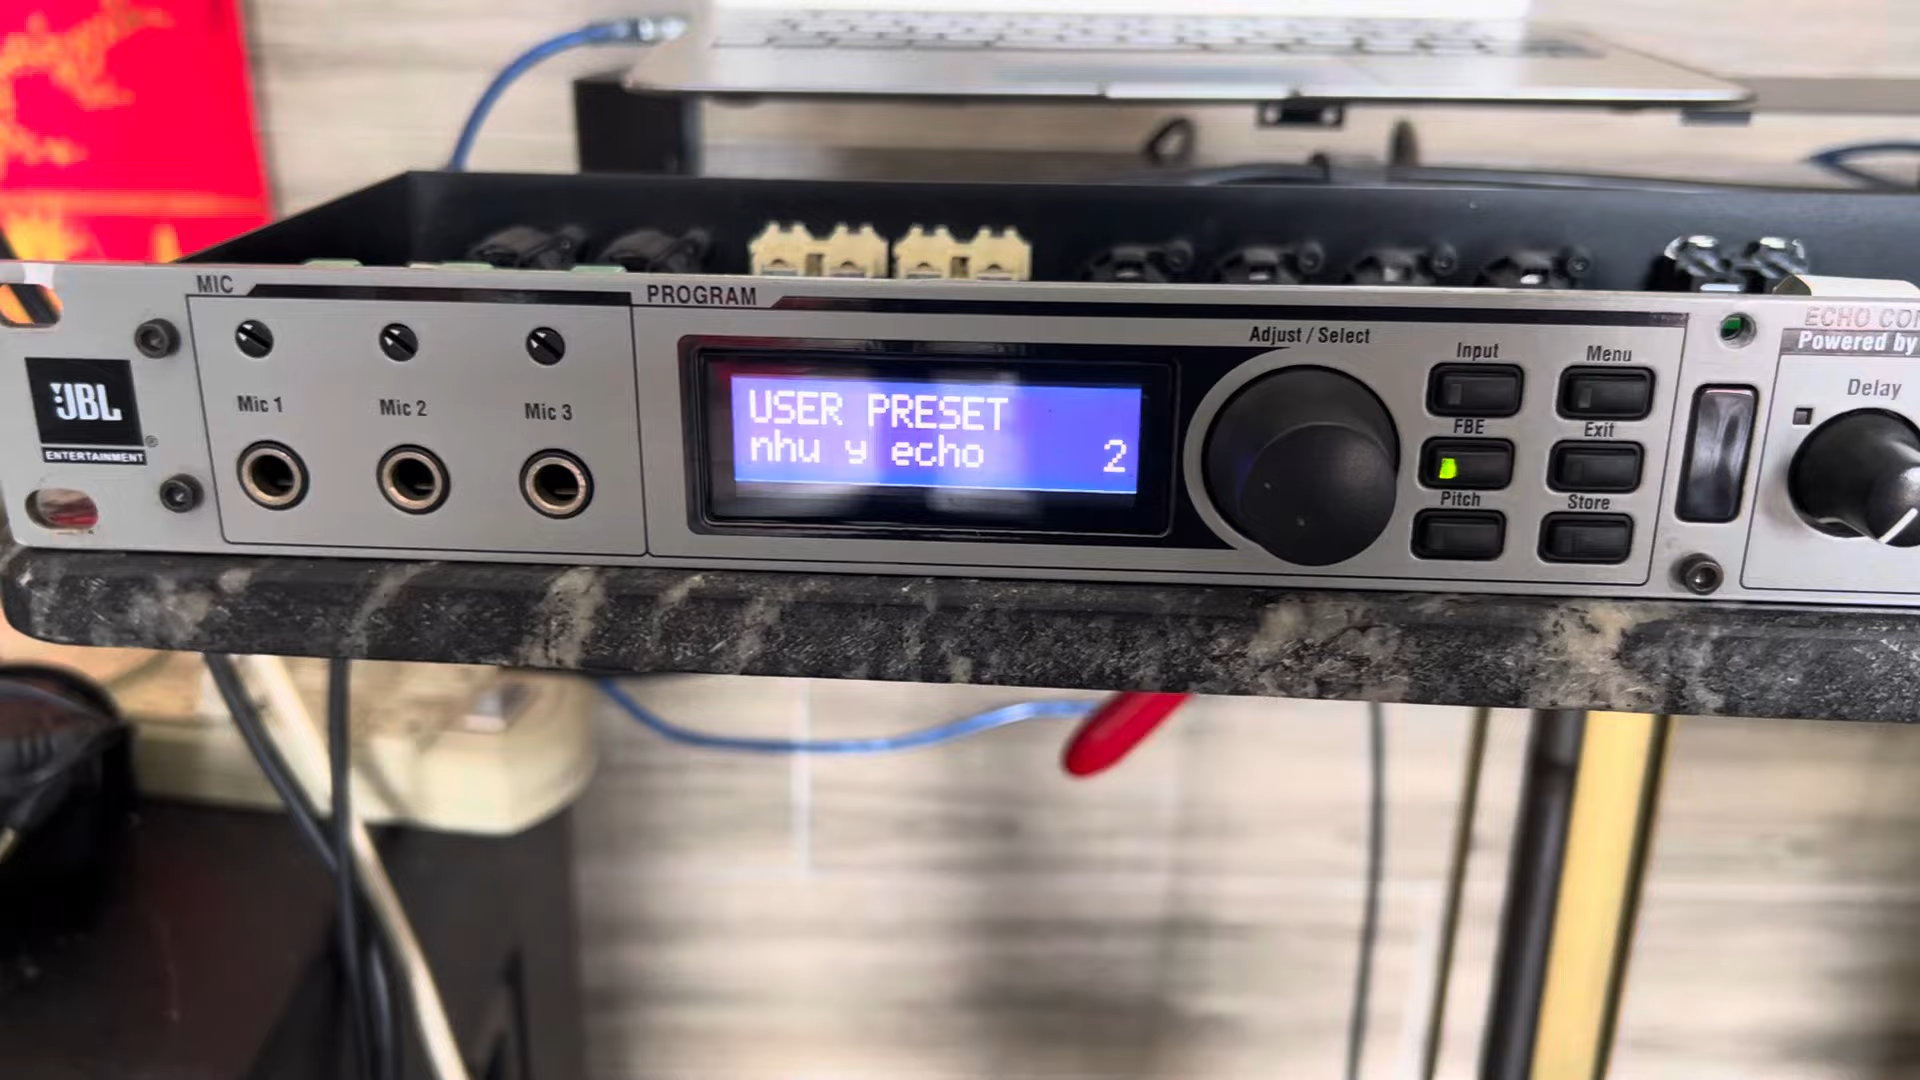 MIC
PROGRAM
Adjust / Select
Input
Menu
ECHO
Powered by
JBL
ENTERTAINMENT
Mic 1
Mic 2
Mic 3
USER PRESET
nhu y echo 2
FBE
Exit
Pitch
Store
Delay